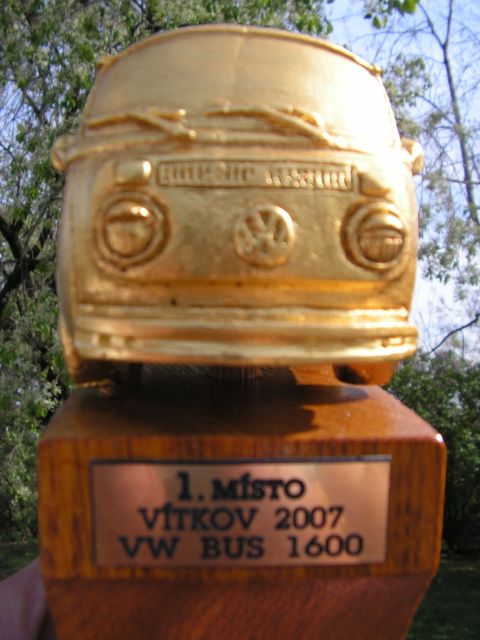 1. MÍSTO
VÍTKOV 2007
VW BUS 1600